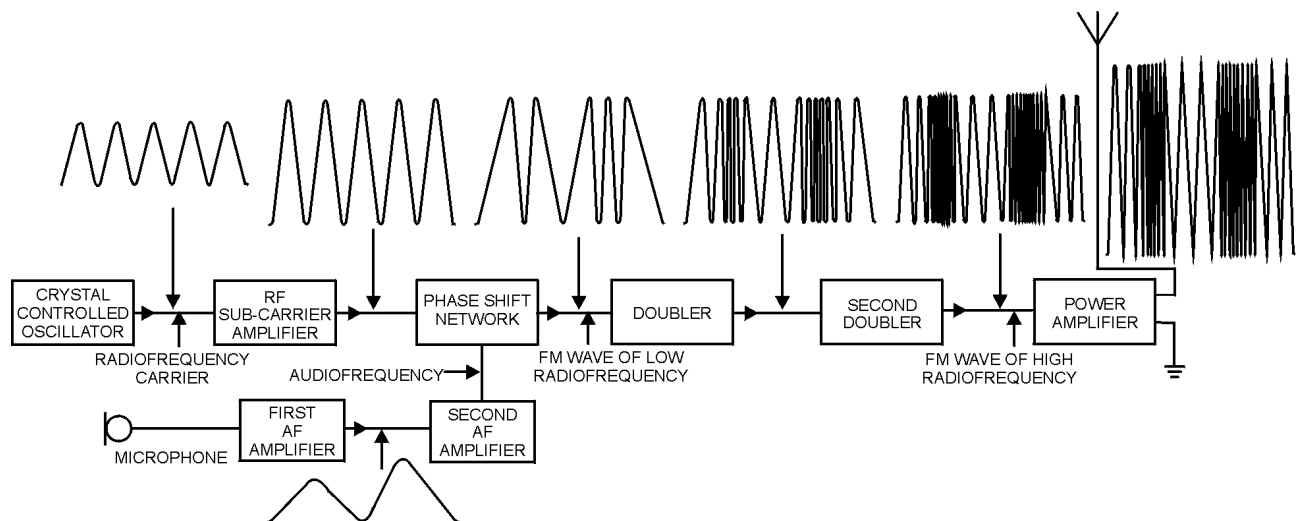 CRYSTAL
CONTROLLED
OSCILLATOR
RADIOFREQUENCY
CARRIER
RF
SUB-CARRIER
AMPLIFIER
PHASE SHIFT
NETWORK
FM WAVE OF LOW
RADIOFREQUENCY
DOUBLER
SECOND
DOUBLER
FM WAVE OF HIGH
RADIOFREQUENCY
POWER
AMPLIFIER
AUDIOFREQUENCY
MICROPHONE
FIRST
AF
AMPLIFIER
SECOND
AF
AMPLIFIER